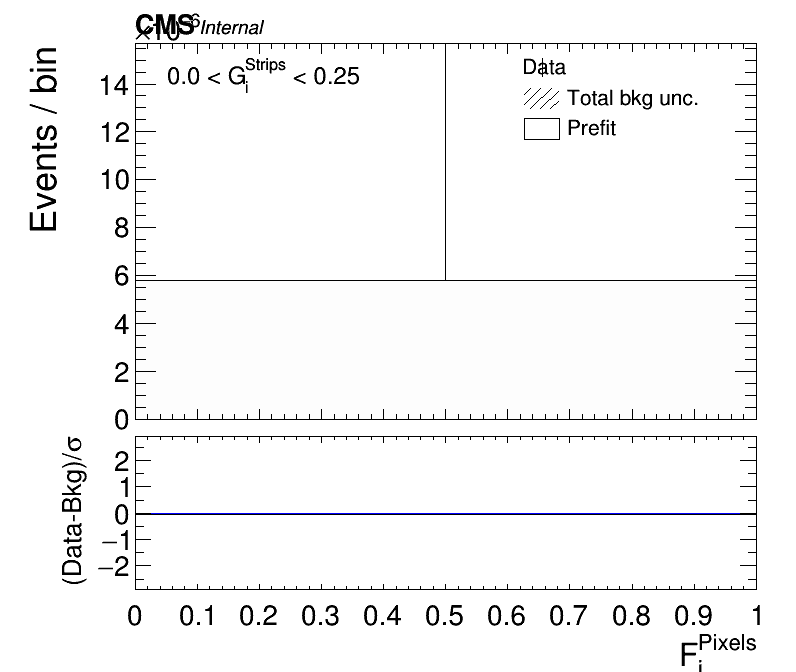 CMS Internal
×10⁻⁶
Events / bin
0.0 < G_i^Strips < 0.25
Data
Total bkg unc.
Prefit
14
12
10
8
6
4
2
0
(Data-Bkg)/σ
2
1
0
−1
−2
0 0.1 0.2 0.3 0.4 0.5 0.6 0.7 0.8 0.9 1
F_i^Pixels